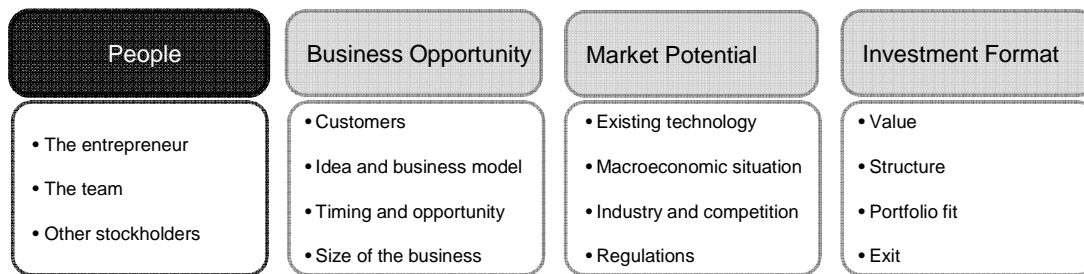 People
• The entrepreneur
• The team
• Other stockholders
Business Opportunity
• Customers
• Idea and business model
• Timing and opportunity
• Size of the business
Market Potential
• Existing technology
• Macroeconomic situation
• Industry and competition
• Regulations
Investment Format
• Value
• Structure
• Portfolio fit
• Exit